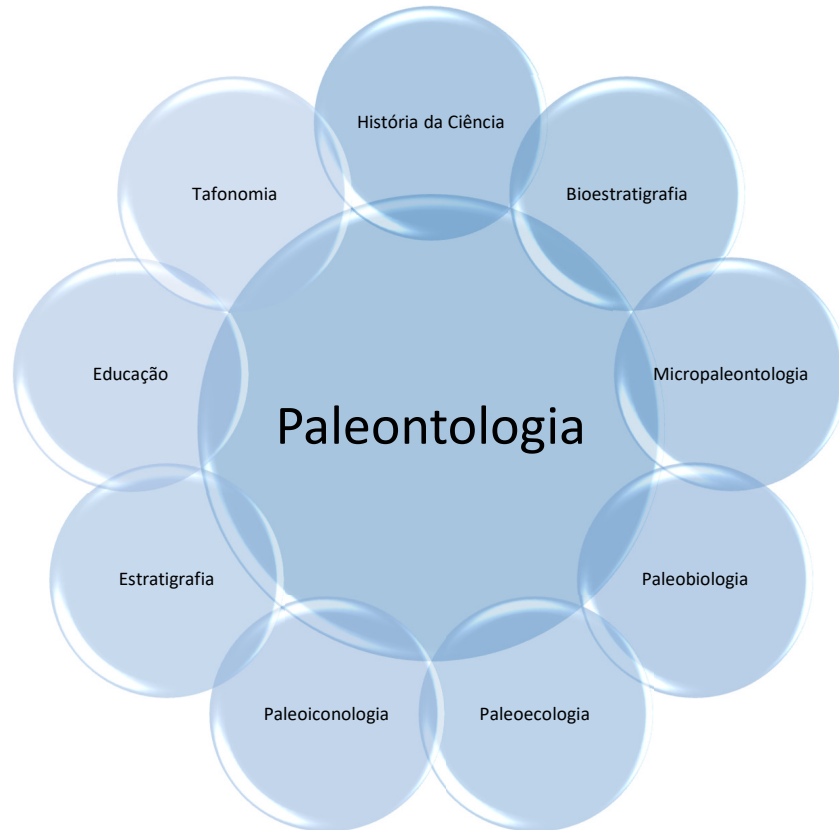 História da Ciência
Tafonomia
Bioestratigrafia
Educação
Micropaleontologia
Paleontologia
Estratigrafia
Paleobiologia
Paleoiconologia
Paleoecologia